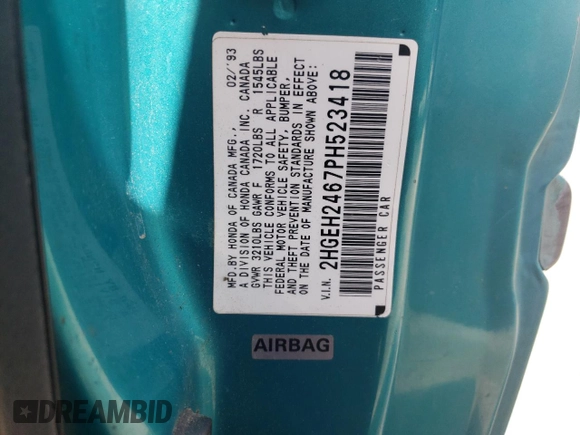 MFD.BY HONDA OF CANADA MFG., 02/'93
A DIVISION OF HONDA CANADA INC. CANADA
GVWR 3210LBS GAWR F 1720LBS R 1545LBS
THIS VEHICLE CONFORMS TO ALL APPLICABLE
FEDERAL MOTOR VEHICLE SAFETY, BUMPER,
AND THEFT PREVENTION STANDARDS IN EFFECT
ON THE DATE OF MANUFACTURE SHOWN ABOVE:
V.I.N. 2HGEH2467PH523418
PASSENGER CAR
AIRBAG
DREAMBID